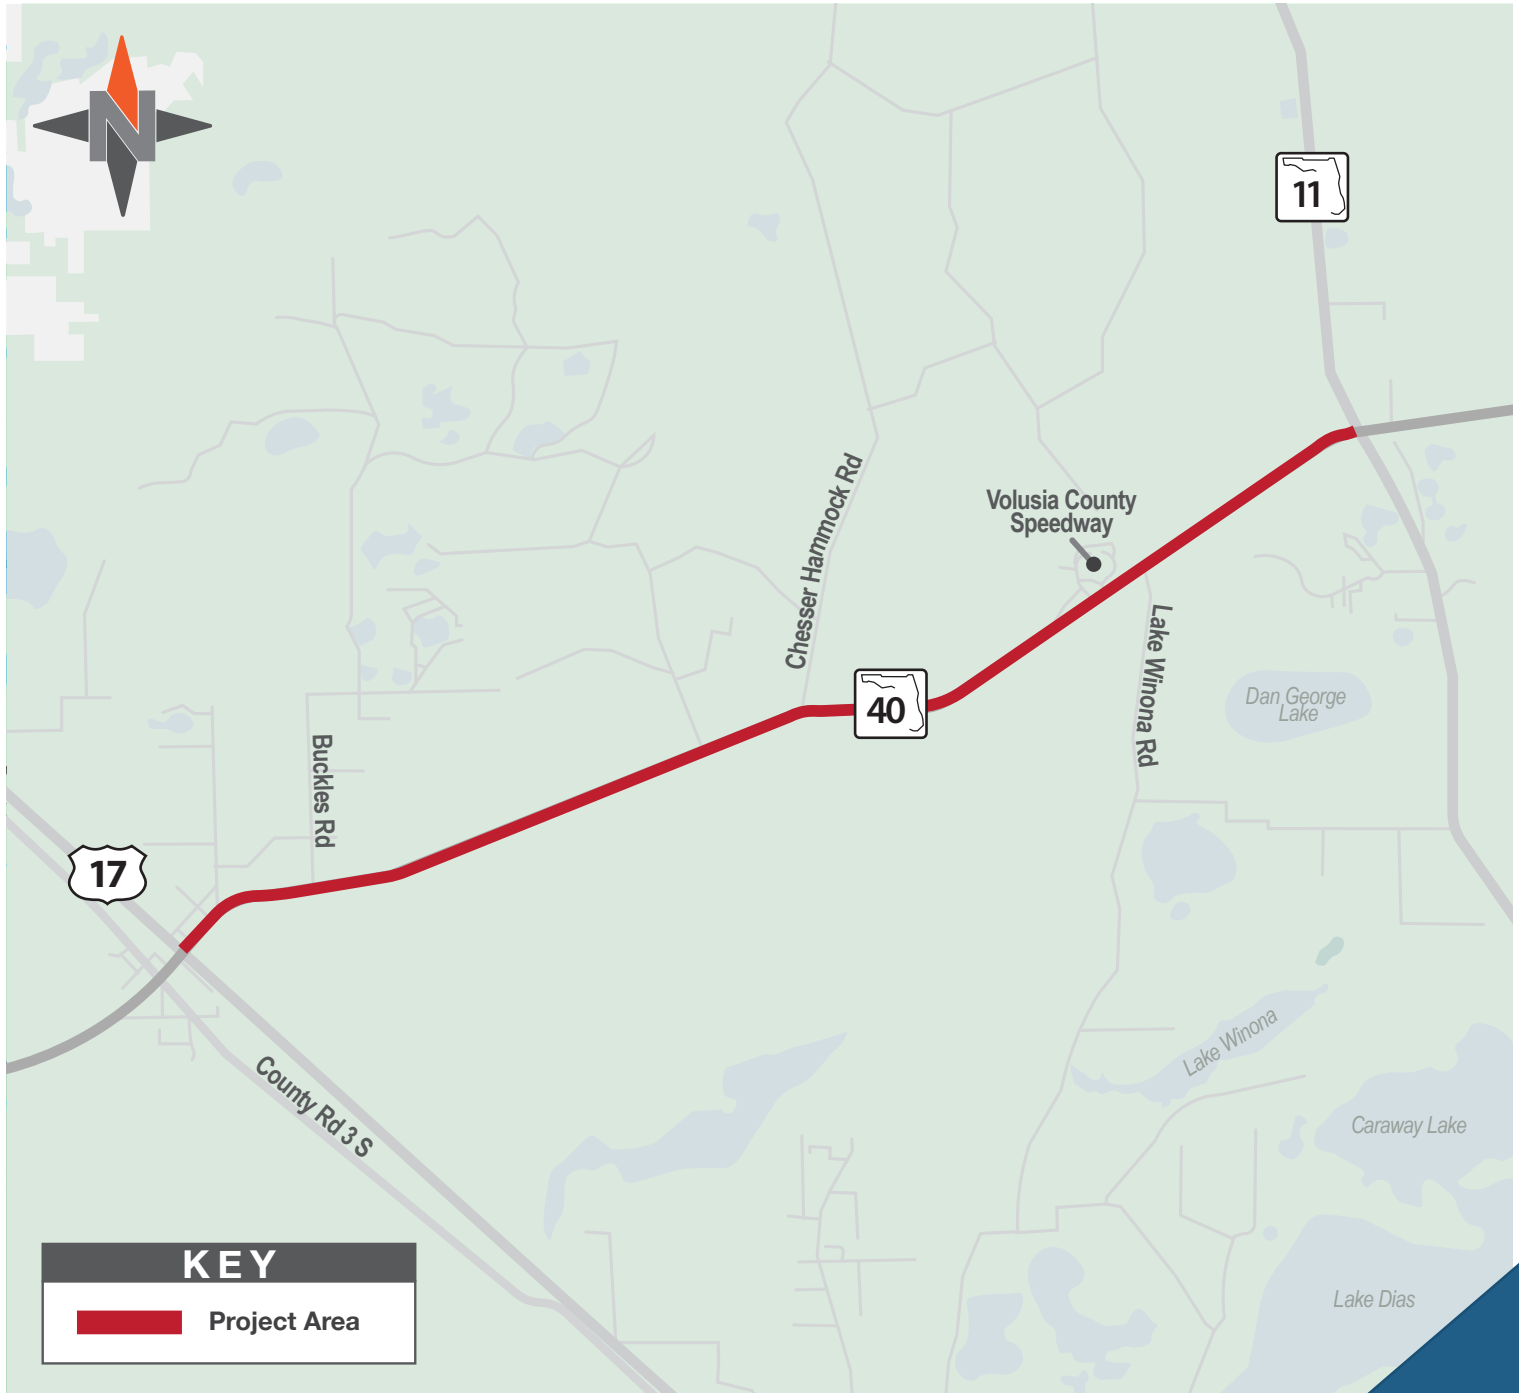 N
11
Chesser Hammock Rd
Volusia County
Speedway
Lake Winona Rd
40
Dan George
Lake
Buckles Rd
17
County Rd 3 S
Lake Winona
Caraway Lake
Lake Dias
KEY
Project Area